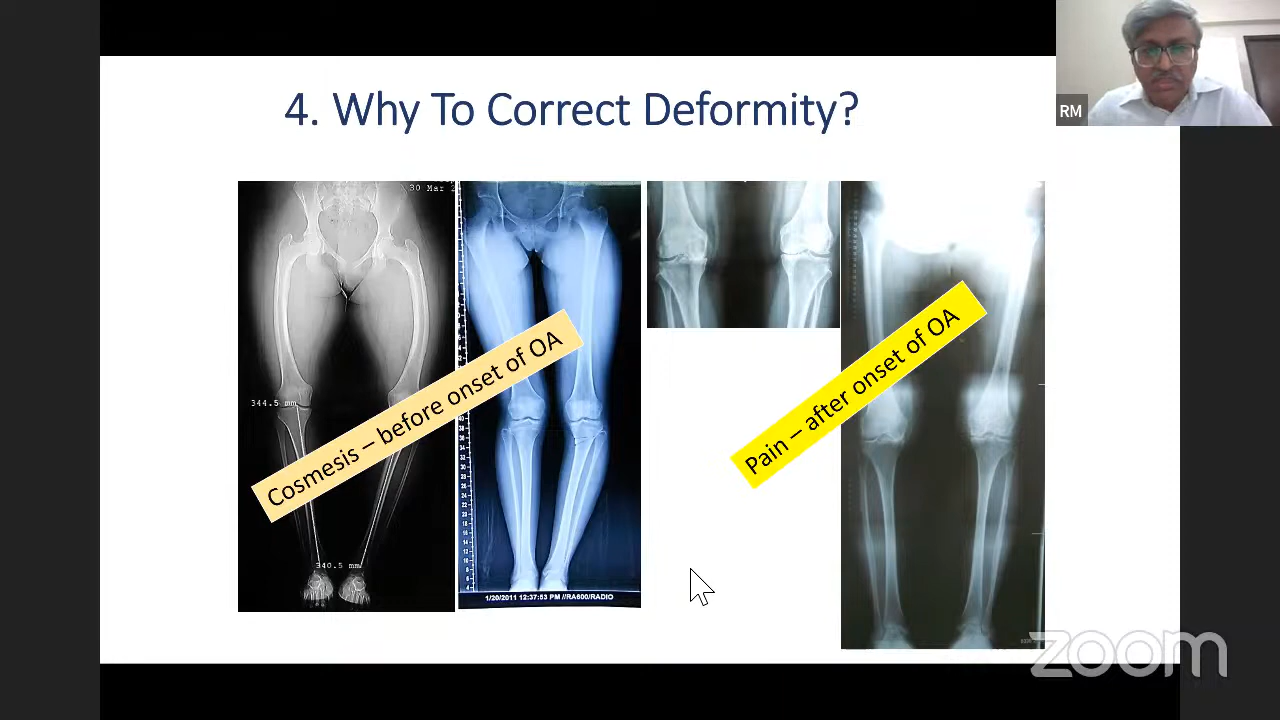 RM
4. Why To Correct Deformity?
30 Mar 2
344.5 mm
340.5 mm
Cosmesis – before onset of OA
Pain – after onset of OA
1/20/2011 12:37:53 PM //RA600/RADIO
zoom